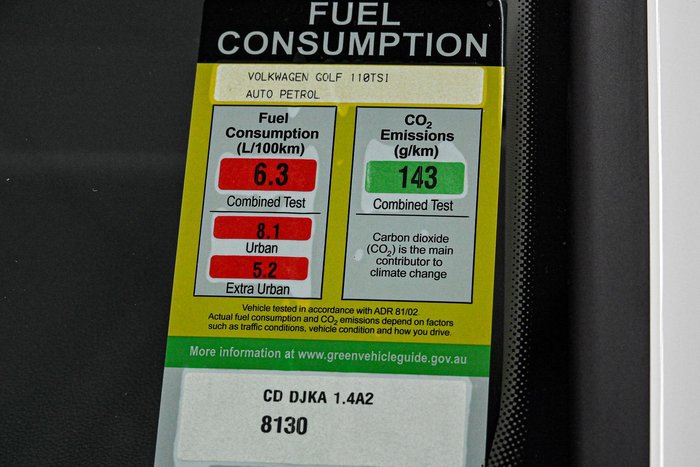 FUEL
CONSUMPTION
VOLKWAGEN GOLF 110TSI
AUTO PETROL
Fuel
Consumption
(L/100km)
6.3
Combined Test
8.1
Urban
5.2
Extra Urban
CO2
Emissions
(g/km)
143
Combined Test
Carbon dioxide
(CO2) is the main
contributor to
climate change
Vehicle tested in accordance with ADR 81/02
Actual fuel consumption and CO2 emissions depend on factors
such as traffic conditions, vehicle condition and how you drive.
More information at www.greenvehicleguide.gov.au
CD DJKA 1.4A2
8130